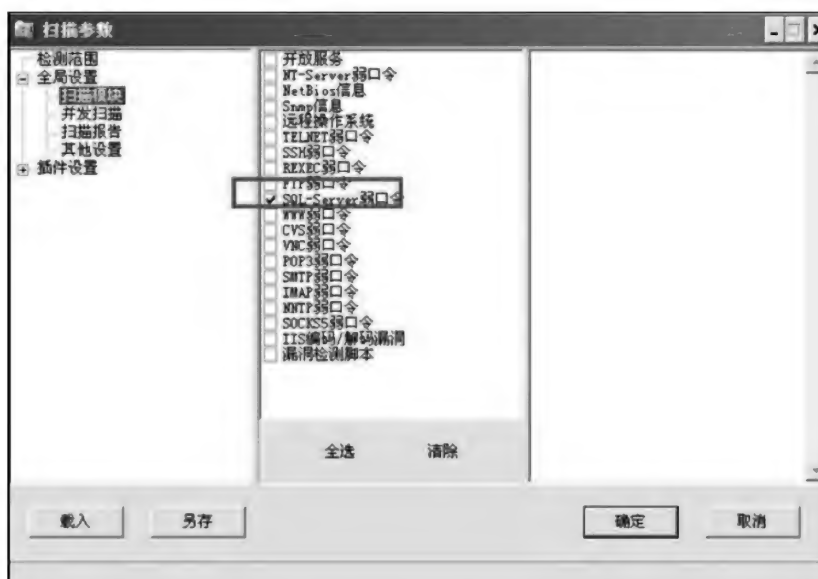 扫描参数
检测范围
全局设置
扫描模块
并发扫描
扫描报告
其他设置
插件设置
开放服务
NT-Server弱口令
NetBios信息
Snmp信息
远程操作系统
TELNET弱口令
SSH弱口令
REXEC弱口令
FTP弱口令
SQL-Server弱口令
WWW弱口令
CVS弱口令
VNC弱口令
POP3弱口令
SMTP弱口令
IMAP弱口令
NNTP弱口令
SOCKS5弱口令
IIS编码/解码漏洞
漏洞检测脚本
全选
清除
载入
另存
确定
取消